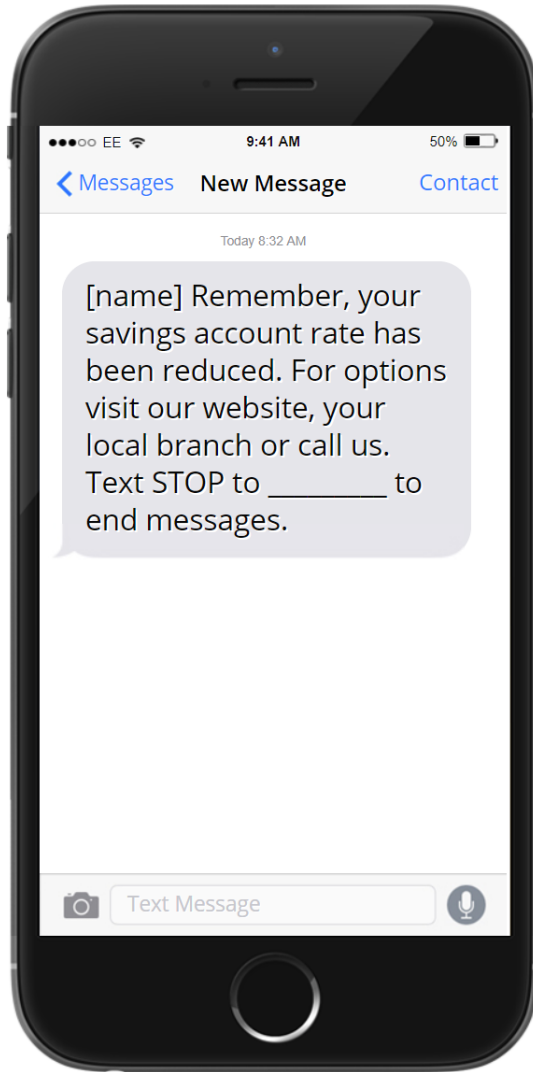 EE 9:41 AM 50%
Messages New Message Contact
Today 8:32 AM
[name] Remember, your
savings account rate has
been reduced. For options
visit our website, your
local branch or call us.
Text STOP to _________ to
end messages.
Text Message